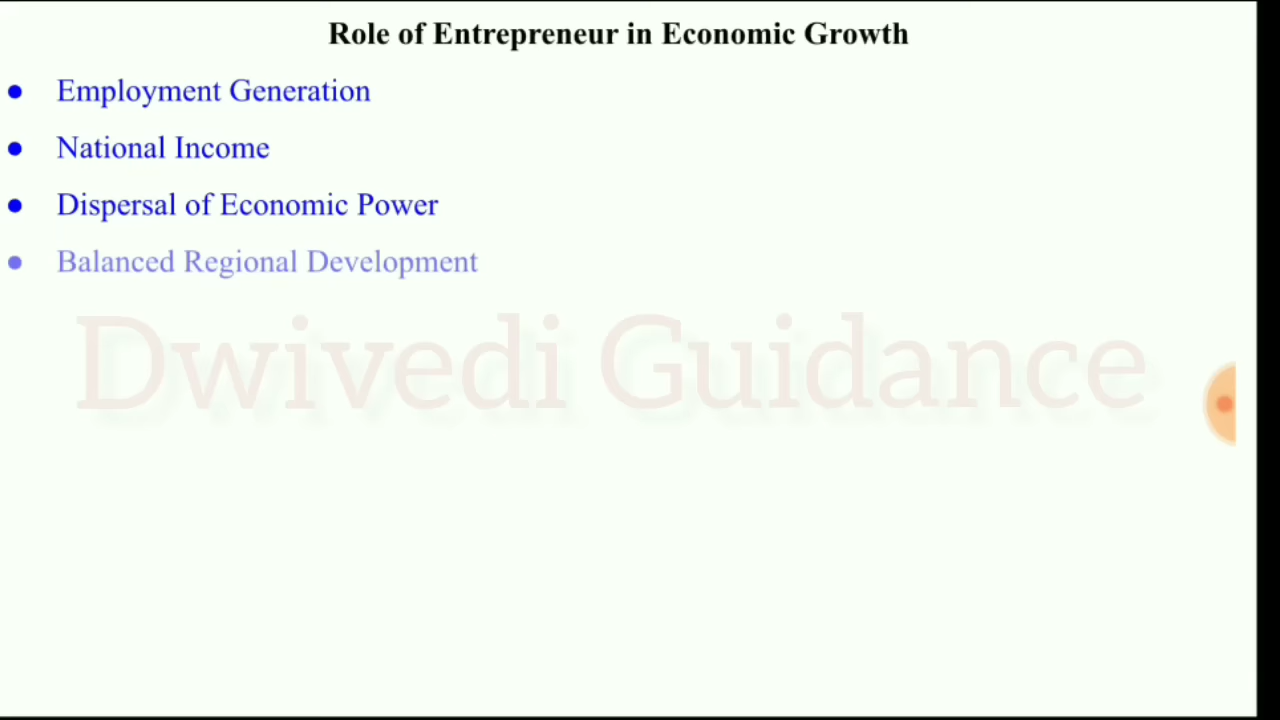 Role of Entrepreneur in Economic Growth
● Employment Generation
● National Income
● Dispersal of Economic Power
● Balanced Regional Development
Dwivedi Guidance